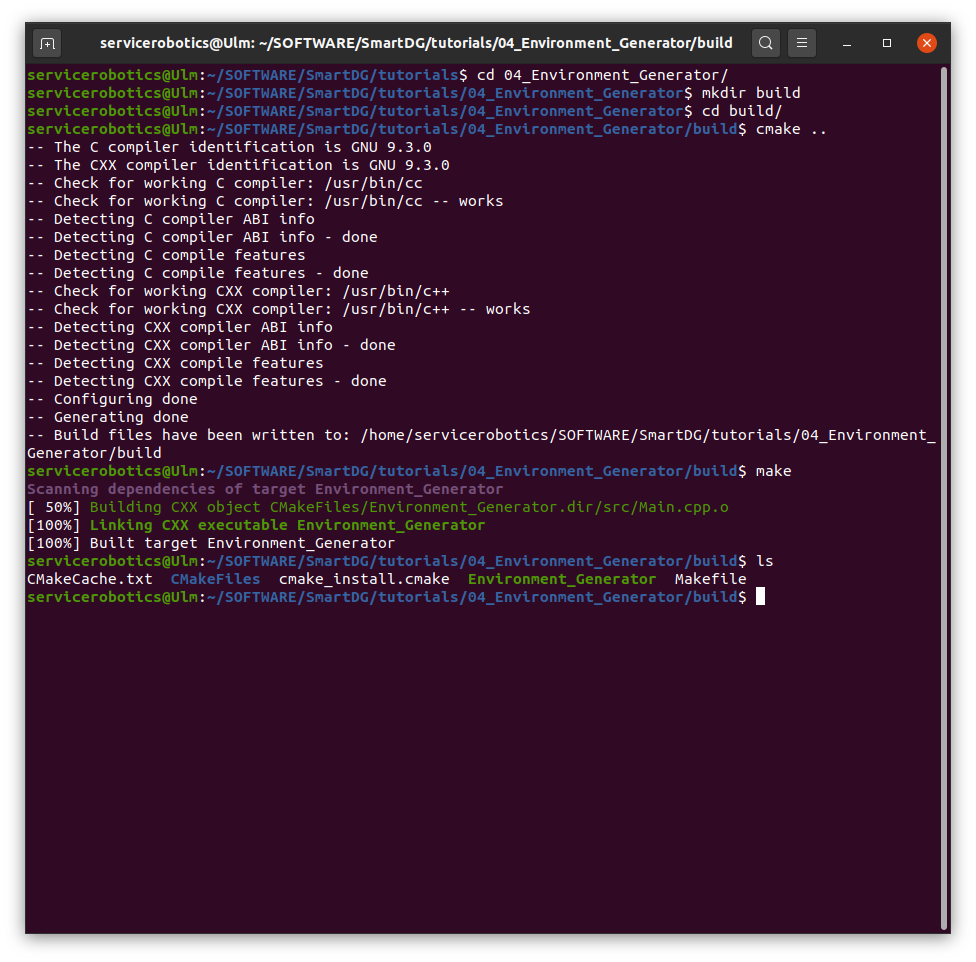 servicerobotics@Ulm: ~/SOFTWARE/SmartDG/tutorials/04_Environment_Generator/build
servicerobotics@Ulm:~/SOFTWARE/SmartDG/tutorials$ cd 04_Environment_Generator/
servicerobotics@Ulm:~/SOFTWARE/SmartDG/tutorials/04_Environment_Generator$ mkdir build
servicerobotics@Ulm:~/SOFTWARE/SmartDG/tutorials/04_Environment_Generator$ cd build/
servicerobotics@Ulm:~/SOFTWARE/SmartDG/tutorials/04_Environment_Generator/build$ cmake ..
-- The C compiler identification is GNU 9.3.0
-- The CXX compiler identification is GNU 9.3.0
-- Check for working C compiler: /usr/bin/cc
-- Check for working C compiler: /usr/bin/cc -- works
-- Detecting C compiler ABI info
-- Detecting C compiler ABI info - done
-- Detecting C compile features
-- Detecting C compile features - done
-- Check for working CXX compiler: /usr/bin/c++
-- Check for working CXX compiler: /usr/bin/c++ -- works
-- Detecting CXX compiler ABI info
-- Detecting CXX compiler ABI info - done
-- Detecting CXX compile features
-- Detecting CXX compile features - done
-- Configuring done
-- Generating done
-- Build files have been written to: /home/servicerobotics/SOFTWARE/SmartDG/tutorials/04_Environment_
Generator/build
servicerobotics@Ulm:~/SOFTWARE/SmartDG/tutorials/04_Environment_Generator/build$ make
Scanning dependencies of target Environment_Generator
[ 50%] Building CXX object CMakeFiles/Environment_Generator.dir/src/Main.cpp.o
[100%] Linking CXX executable Environment_Generator
[100%] Built target Environment_Generator
servicerobotics@Ulm:~/SOFTWARE/SmartDG/tutorials/04_Environment_Generator/build$ ls
CMakeCache.txt  CMakeFiles  cmake_install.cmake  Environment_Generator  Makefile
servicerobotics@Ulm:~/SOFTWARE/SmartDG/tutorials/04_Environment_Generator/build$